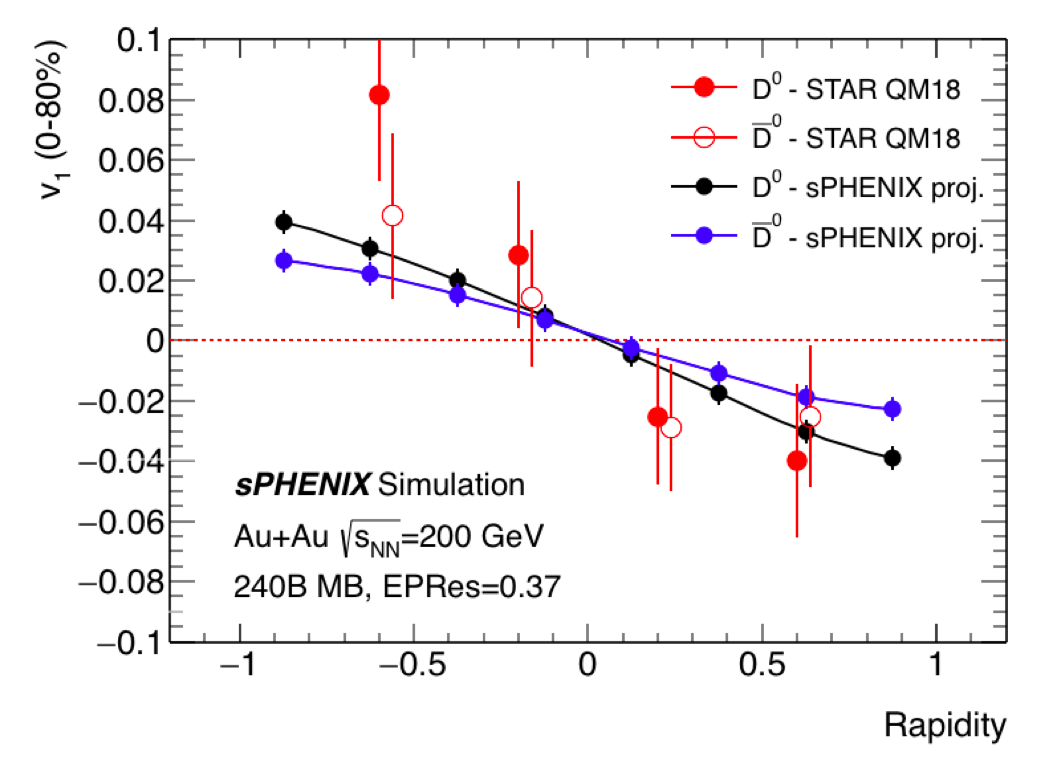 v₁ (0-80%)
0.1
0.08
0.06
0.04
0.02
0
−0.02
−0.04
−0.06
−0.08
−0.1
D⁰ - STAR QM18
D̅⁰ - STAR QM18
D⁰ - sPHENIX proj.
D̅⁰ - sPHENIX proj.
sPHENIX Simulation
Au+Au √s_NN=200 GeV
240B MB, EPRes=0.37
−1 −0.5 0 0.5 1
Rapidity